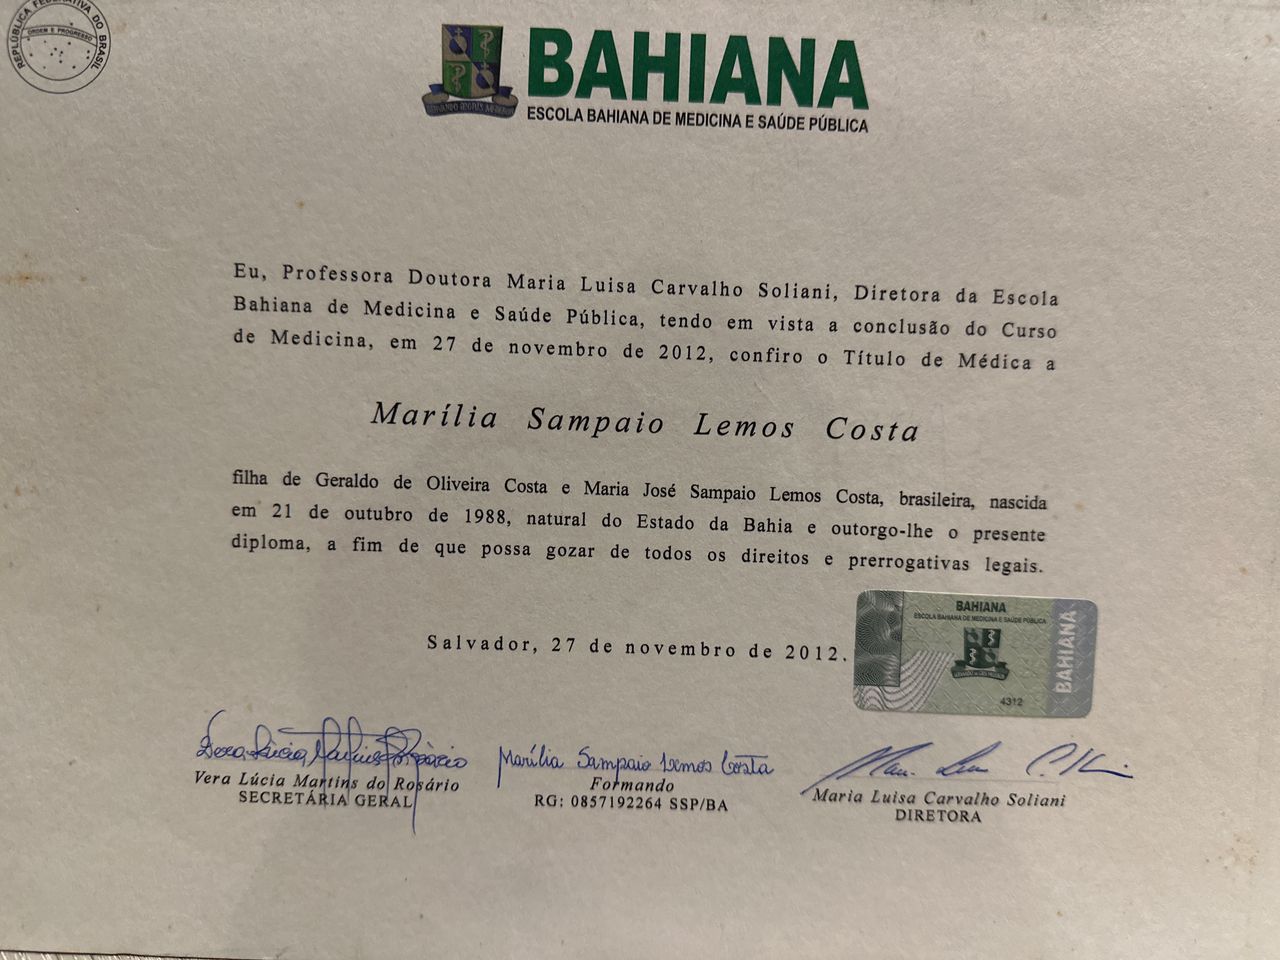 REPÚBLICA FEDERATIVA DO BRASIL
ORDEM E PROGRESSO
BAHIANA
ESCOLA BAHIANA DE MEDICINA E SAÚDE PÚBLICA
Eu, Professora Doutora Maria Luisa Carvalho Soliani, Diretora da Escola
Bahiana de Medicina e Saúde Pública, tendo em vista a conclusão do Curso
de Medicina, em 27 de novembro de 2012, confiro o Título de Médica a
Marília Sampaio Lemos Costa
filha de Geraldo de Oliveira Costa e Maria José Sampaio Lemos Costa, brasileira, nascida
em 21 de outubro de 1988, natural do Estado da Bahia e outorgo-lhe o presente
diploma, a fim de que possa gozar de todos os direitos e prerrogativas legais.
Salvador, 27 de novembro de 2012.
BAHIANA
ESCOLA BAHIANA DE MEDICINA E SAÚDE PÚBLICA
BAHIANA
4312
Vera Lúcia Martins do Rosário
Vera Lúcia Martins do Rosário
SECRETÁRIA GERAL
Marília Sampaio Lemos Costa
Formando
RG: 0857192264 SSP/BA
Maria Luisa Carvalho Soliani
DIRETORA